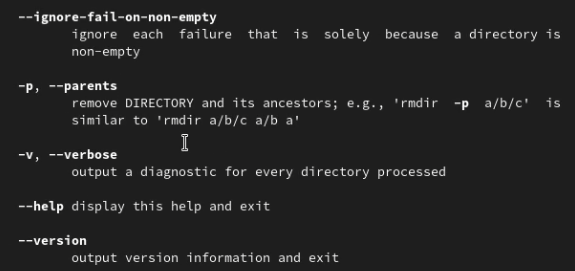 --ignore-fail-on-non-empty
ignore each failure that is solely because a directory is
non-empty
-p, --parents
remove DIRECTORY and its ancestors; e.g., 'rmdir -p a/b/c' is
similar to 'rmdir a/b/c a/b a'
-v, --verbose
output a diagnostic for every directory processed
--help display this help and exit
--version
output version information and exit